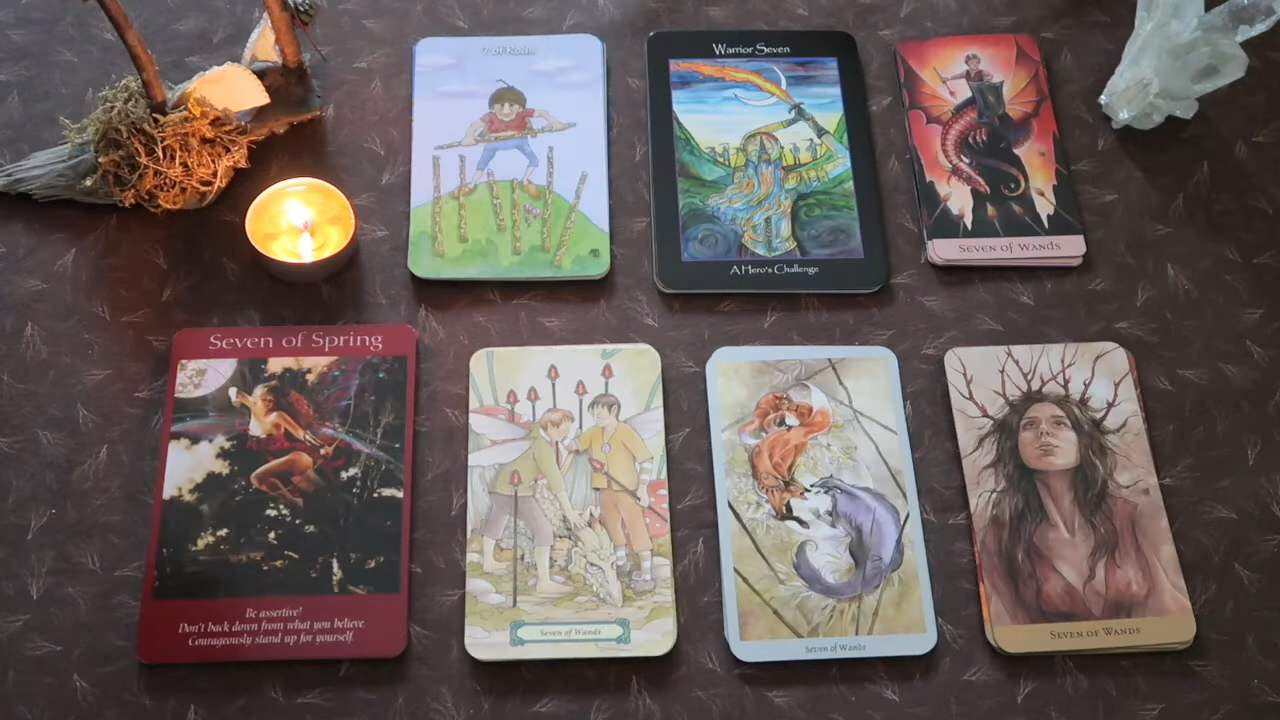 7 of Rods
Warrior Seven
A Hero's Challenge
Seven of Wands
Seven of Spring
Be assertive!
Don't back down from what you believe.
Courageously stand up for yourself.
Seven of Wands
Seven of Wands
Seven of Wands